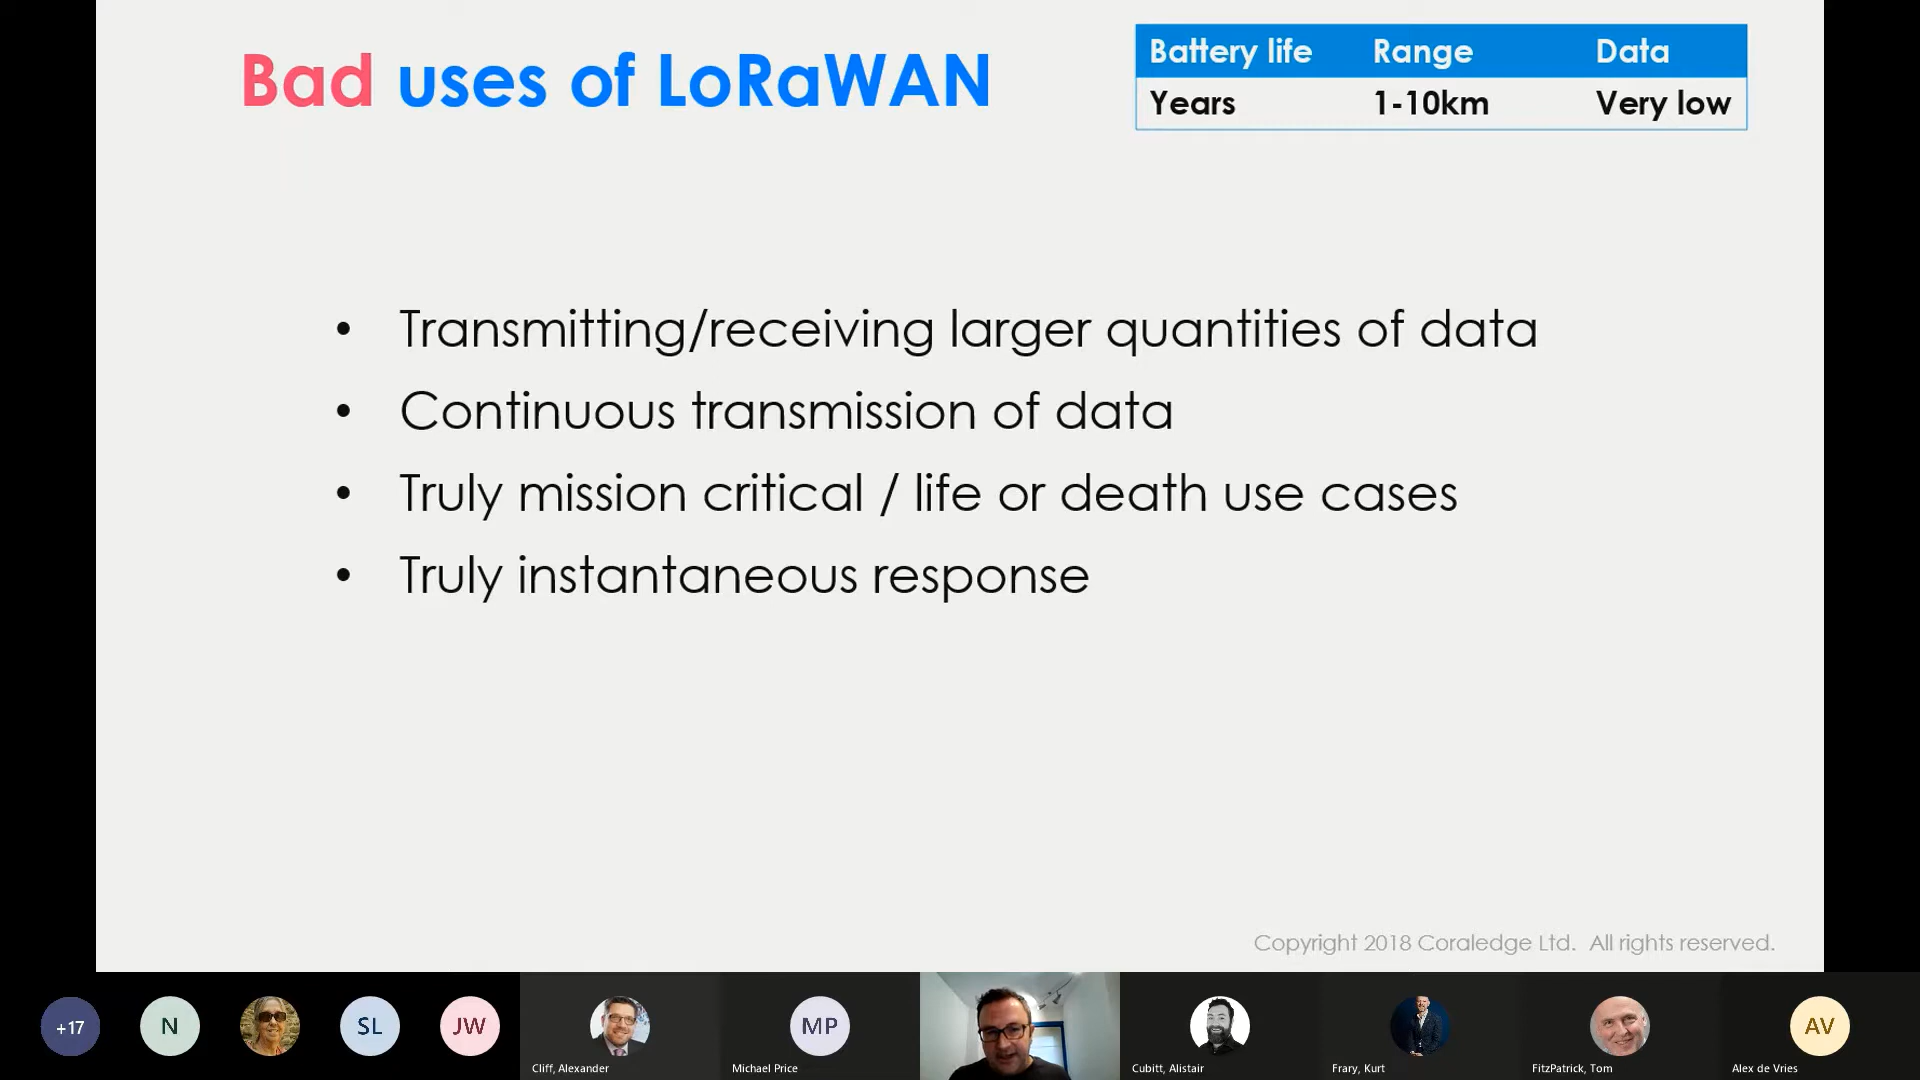 Bad uses of LoRaWAN
Battery life Range Data
Years 1-10km Very low
• Transmitting/receiving larger quantities of data
• Continuous transmission of data
• Truly mission critical / life or death use cases
• Truly instantaneous response
Copyright 2018 Coraledge Ltd. All rights reserved.
+17 N SL JW MP AV
Cliff, Alexander Michael Price Cubitt, Alistair Frary, Kurt FitzPatrick, Tom Alex de Vries